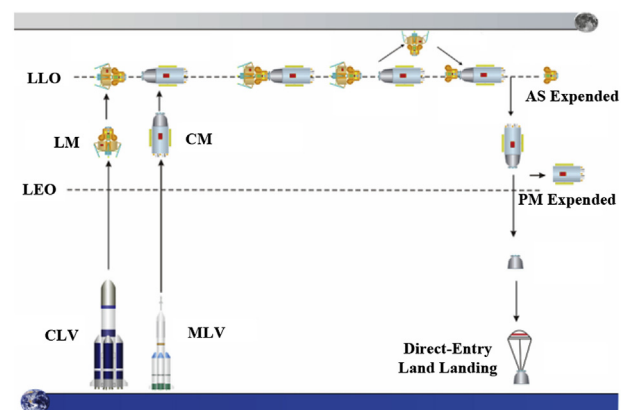 LLO
AS Expended
LM
CM
LEO
PM Expended
CLV
MLV
Direct-Entry
Land Landing